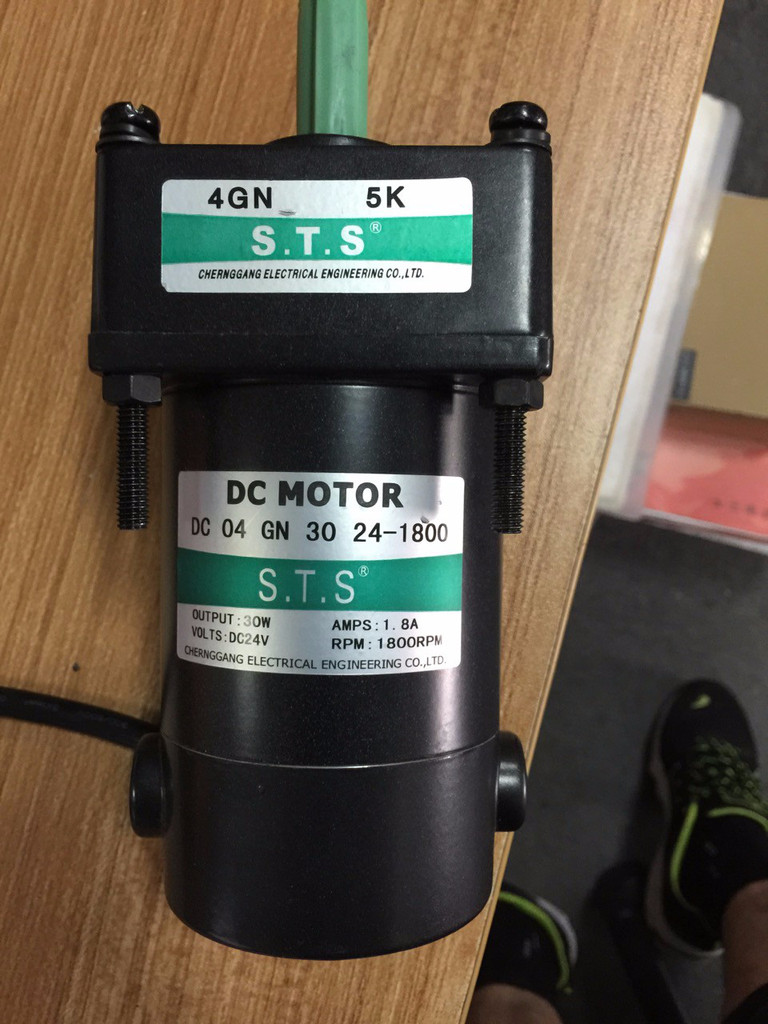 4GN 5K
S.T.S®
CHERNGGANG ELECTRICAL ENGINEERING CO.,LTD.
DC MOTOR
DC 04 GN 30 24-1800
S.T.S®
OUTPUT:30W AMPS:1.8A
VOLTS:DC24V RPM:1800RPM
CHERNGGANG ELECTRICAL ENGINEERING CO.,LTD.